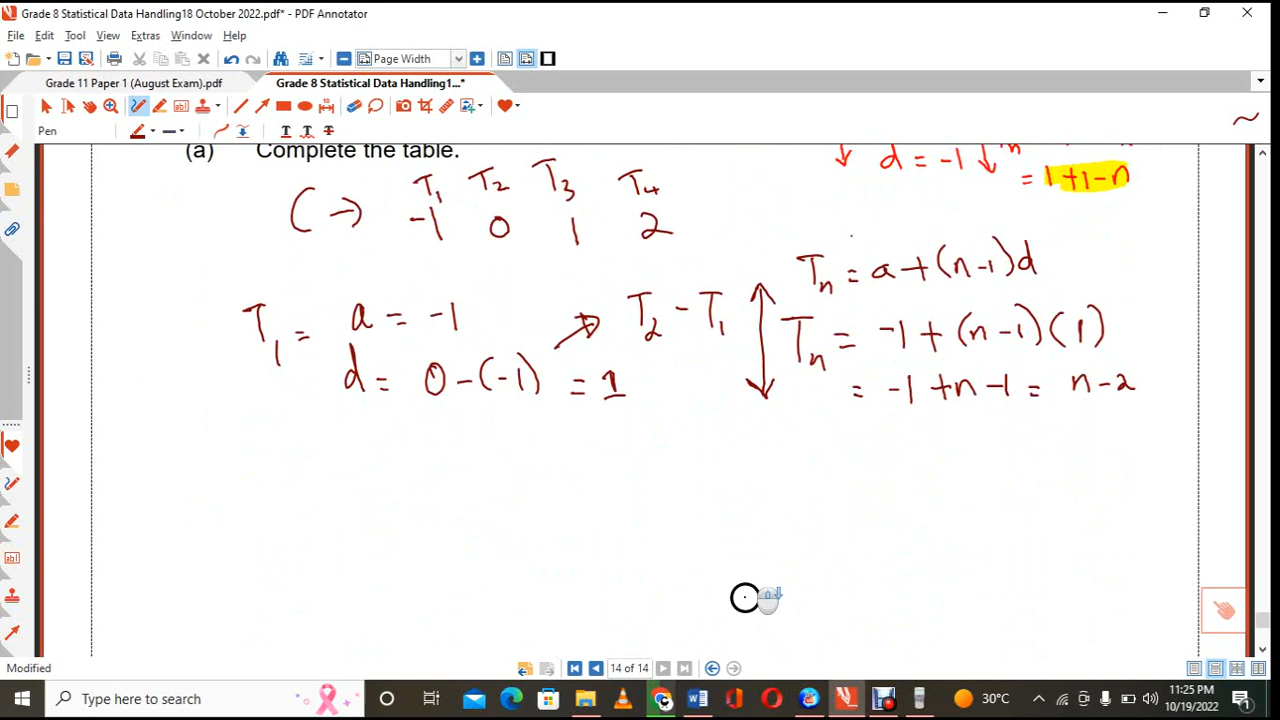 Grade 8 Statistical Data Handling18 October 2022.pdf* - PDF Annotator
File Edit Tool View Extras Window Help
Page Width
Grade 11 Paper 1 (August Exam).pdf
Grade 8 Statistical Data Handling1...*
Pen
(a) Complete the table.
d = -1
= 1+1-n
T1 T2 T3 T4
C → -1 0 1 2
Tn = a+(n-1)d
T1 = a = -1
T2 - T1
Tn = -1 + (n-1)(1)
d = 0-(-1) = 1
= -1 +n -1 = n-2
Modified
14 of 14
Type here to search
30°C
11:25 PM
10/19/2022
1